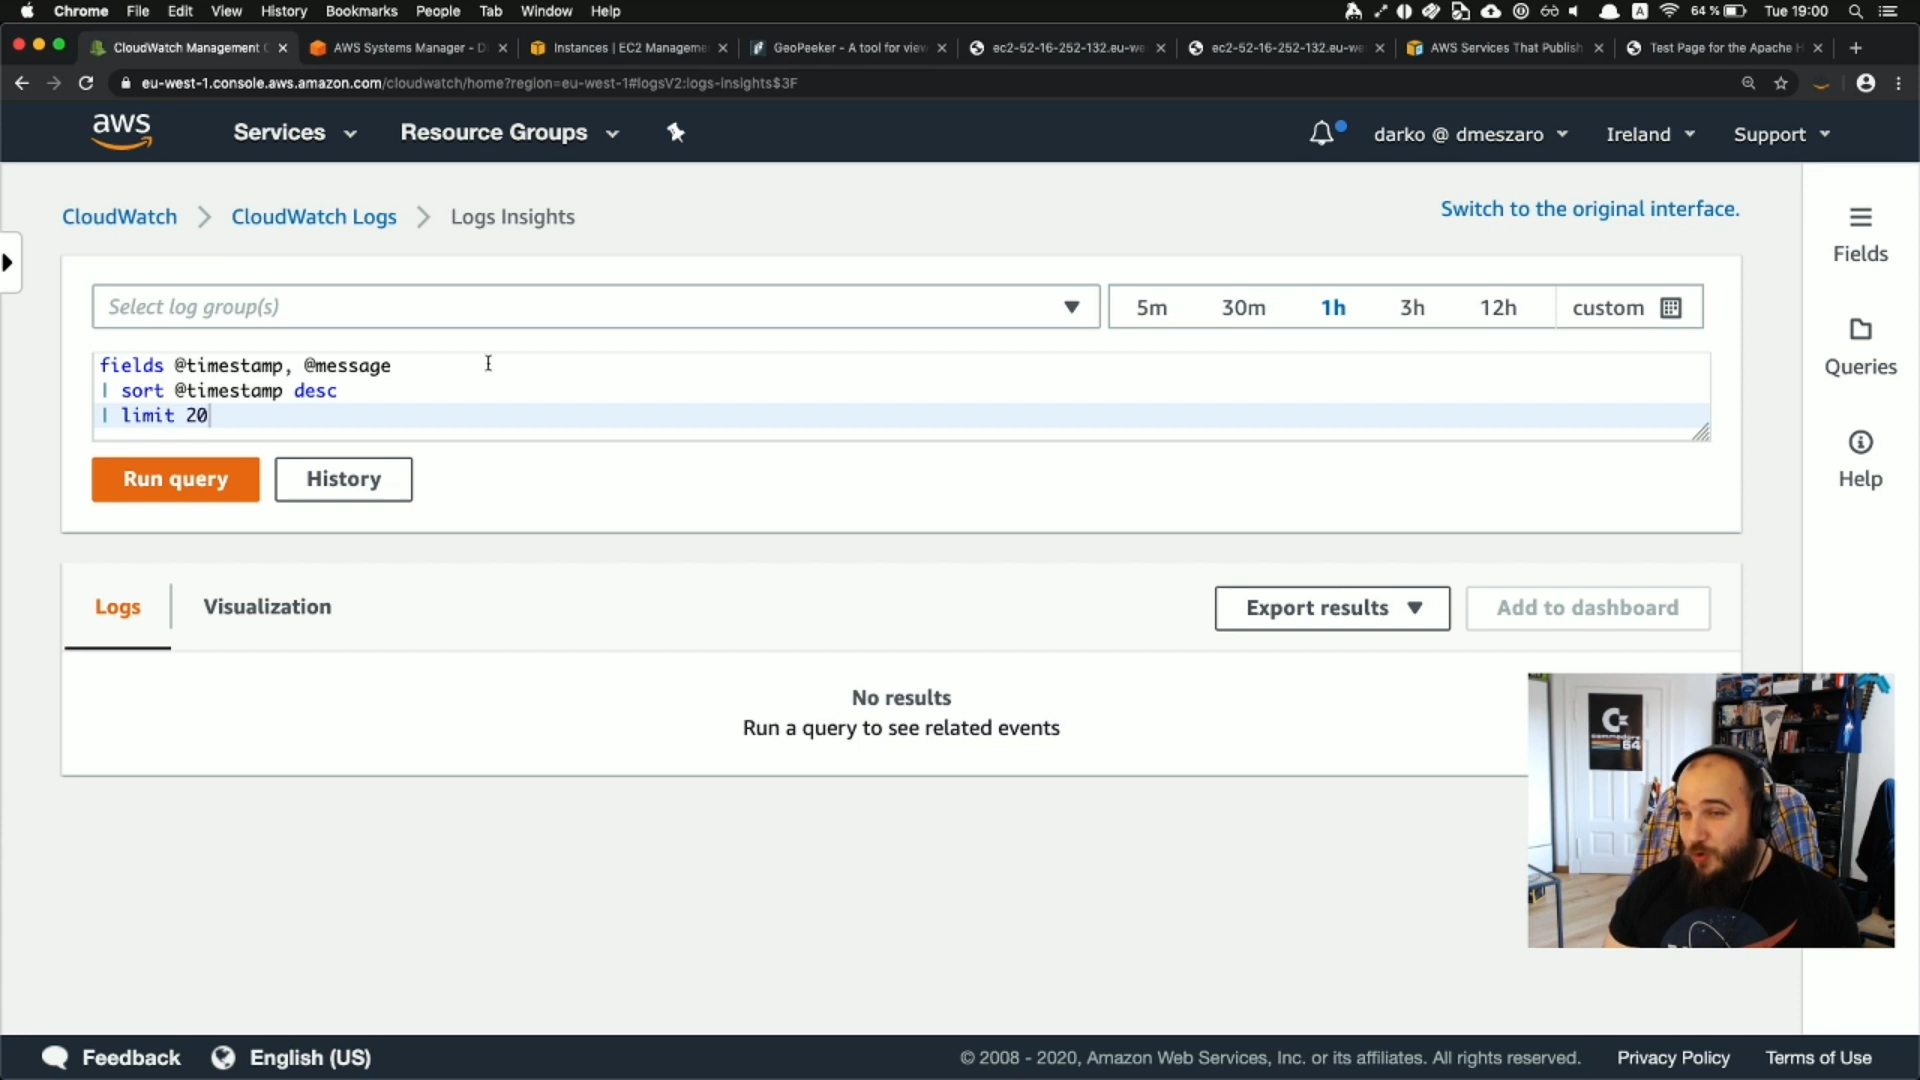 Chrome File Edit View History Bookmarks People Tab Window Help
64 % Tue 19:00
CloudWatch Management C
AWS Systems Manager - D
Instances | EC2 Manageme
GeoPeeker - A tool for view
ec2-52-16-252-132.eu-we
ec2-52-16-252-132.eu-we
AWS Services That Publish
Test Page for the Apache H
eu-west-1.console.aws.amazon.com/cloudwatch/home?region=eu-west-1#logsV2:logs-insights$3F
aws Services Resource Groups darko @ dmeszaro Ireland Support
CloudWatch CloudWatch Logs Logs Insights
Switch to the original interface.
Select log group(s)
5m 30m 1h 3h 12h custom
fields @timestamp, @message
| sort @timestamp desc
| limit 20
Run query History
Fields
Queries
Help
Logs Visualization Export results Add to dashboard
No results
Run a query to see related events
commodore
64
Feedback English (US) © 2008 - 2020, Amazon Web Services, Inc. or its affiliates. All rights reserved. Privacy Policy Terms of Use